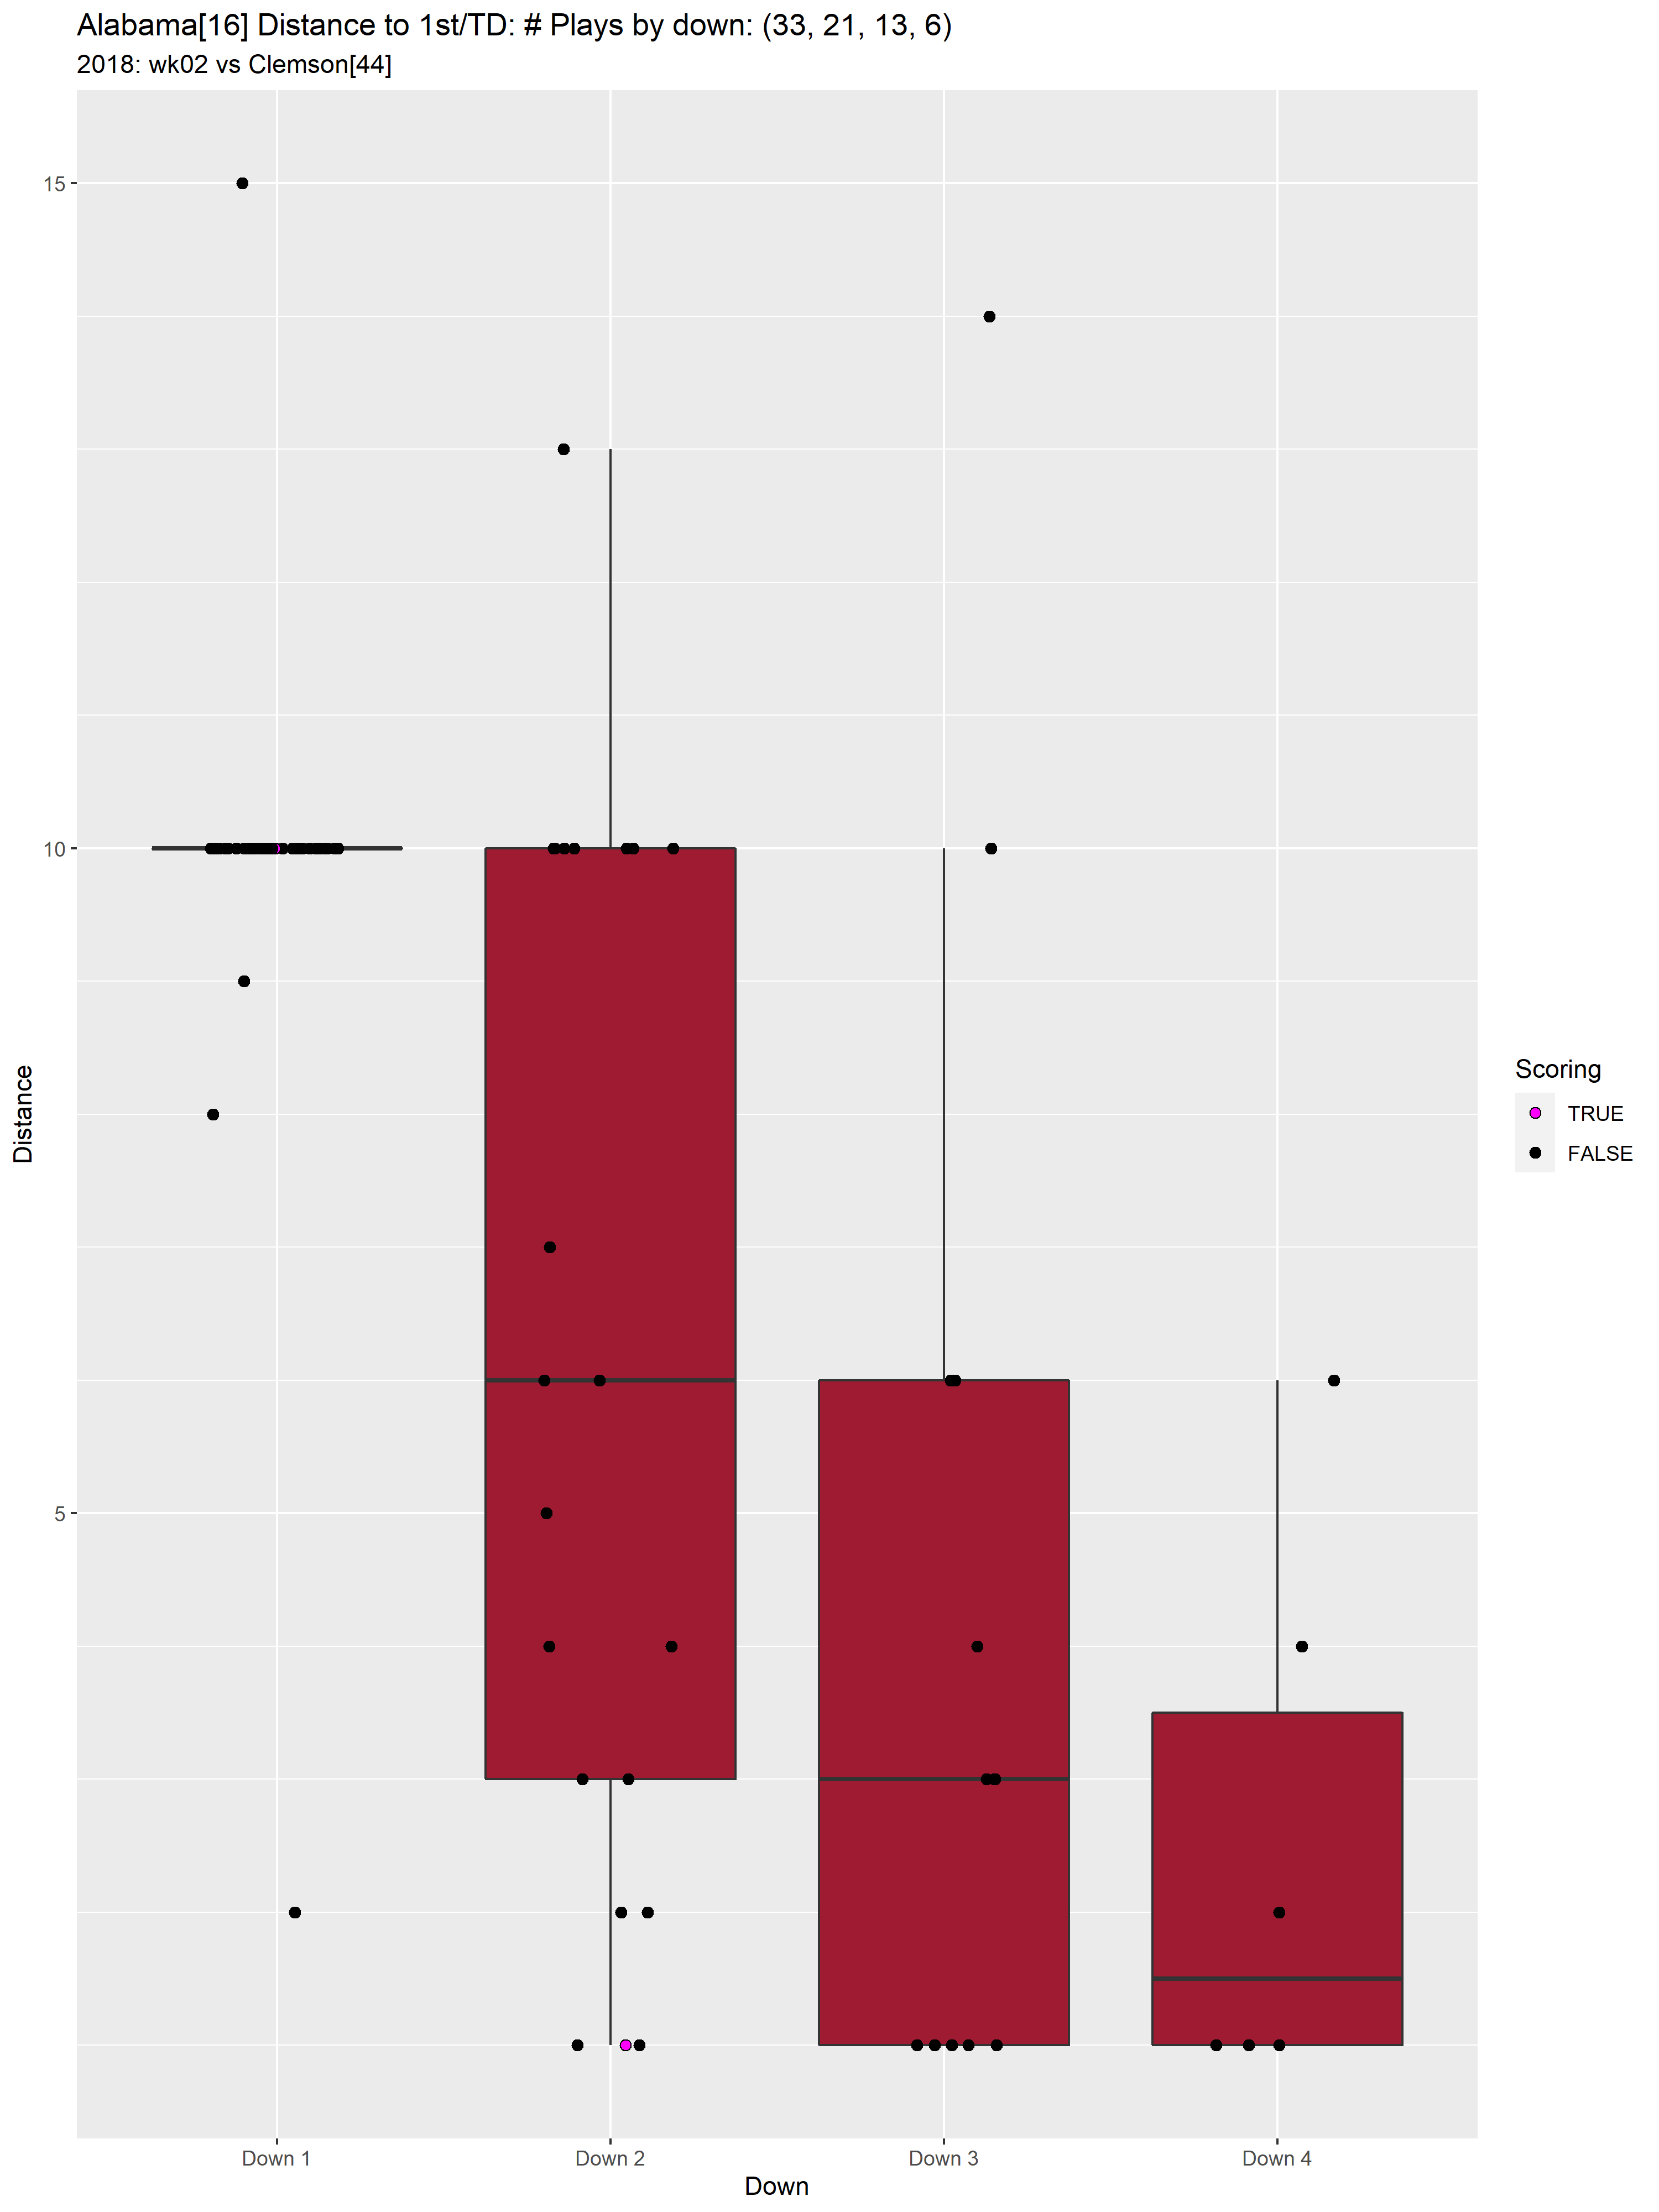 Alabama[16] Distance to 1st/TD: # Plays by down: (33, 21, 13, 6)
2018: wk02 vs Clemson[44]
15
10
5
Distance
Down 1
Down 2
Down 3
Down 4
Down
Scoring
TRUE
FALSE